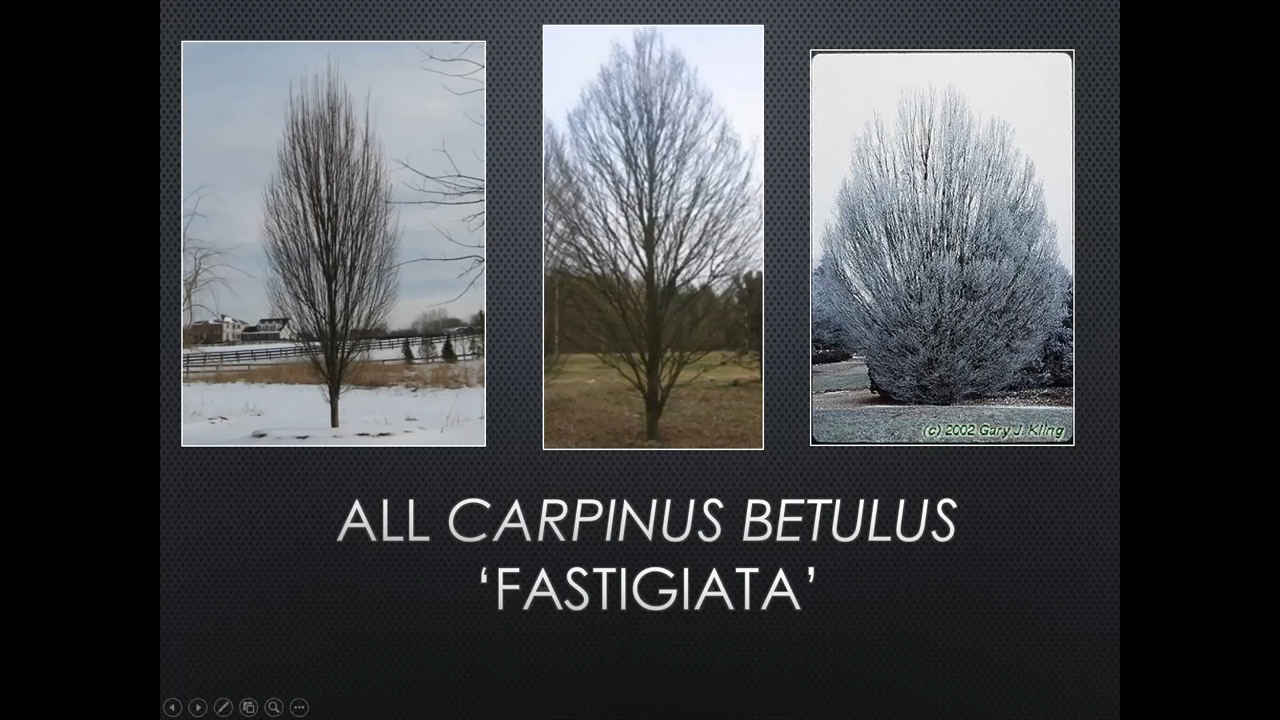 (c) 2002 Gary J. Kling
ALL CARPINUS BETULUS
‘FASTIGIATA’